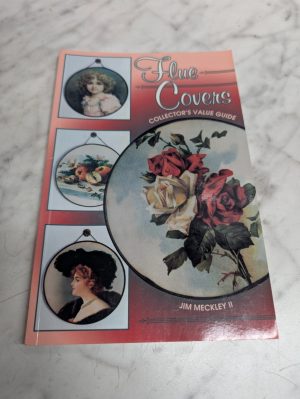 Flue
Covers
COLLECTOR'S VALUE GUIDE
JIM MECKLEY II